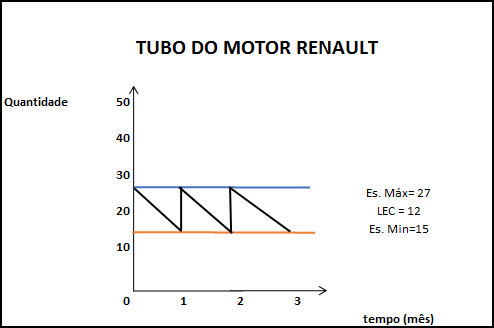 TUBO DO MOTOR RENAULT
Quantidade
50
40
30
20
10
Es. Máx= 27
LEC = 12
Es. Min=15
0 1 2 3
tempo (mês)